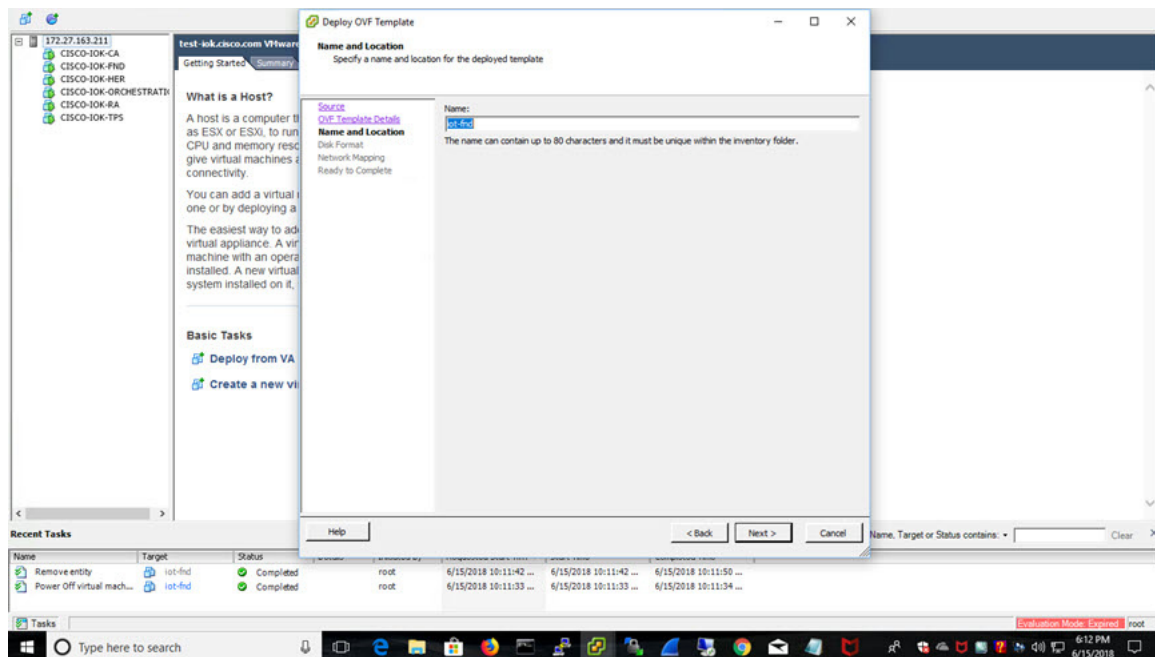 172.27.163.211
CISCO-IOK-CA
CISCO-IOK-FND
CISCO-IOK-HER
CISCO-IOK-ORCHESTRATI
CISCO-IOK-RA
CISCO-IOK-TPS
test-iok.cisco.com VMware
Getting Started Summary
What is a Host?
A host is a computer
as ESX or ESXi, to run
CPU and memory resc
give virtual machines
connectivity.
You can add a virtual
one or by deploying a
The easiest way to ad
virtual appliance. A vir
machine with an opera
installed. A new virtual
system installed on it,
Basic Tasks
Deploy from VA
Create a new vi
Deploy OVF Template
Name and Location
Specify a name and location for the deployed template
Source
OVF Template Details
Name and Location
Disk Format
Network Mapping
Ready to Complete
Name:
iot-fnd
The name can contain up to 80 characters and it must be unique within the inventory folder.
Help < Back Next > Cancel
Recent Tasks
Name, Target or Status contains: Clear
Name Target Status
Remove entity iot-fnd Completed root 6/15/2018 10:11:42 ... 6/15/2018 10:11:42 ... 6/15/2018 10:11:50 ...
Power Off virtual mach... iot-fnd Completed root 6/15/2018 10:11:33 ... 6/15/2018 10:11:33 ... 6/15/2018 10:11:34 ...
Tasks Evaluation Mode: Expired root
Type here to search
6:12 PM
6/15/2018